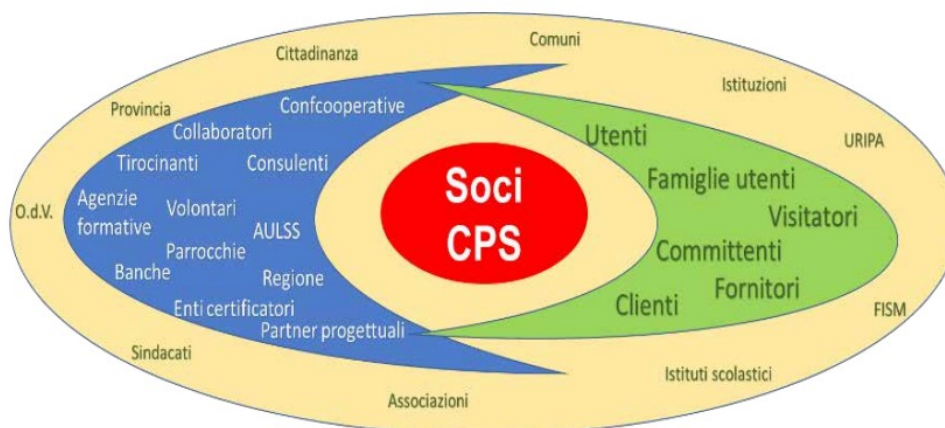 Comuni
Cittadinanza
Istituzioni
Provincia
URIPA
O.d.V.
FISM
Sindacati
Istituti scolastici
Associazioni
Confcooperative
Collaboratori
Tirocinanti
Consulenti
Agenzie
formative
Volontari
AULSS
Parrocchie
Banche
Regione
Enti certificatori
Partner progettuali
Soci
CPS
Utenti
Famiglie utenti
Visitatori
Committenti
Fornitori
Clienti